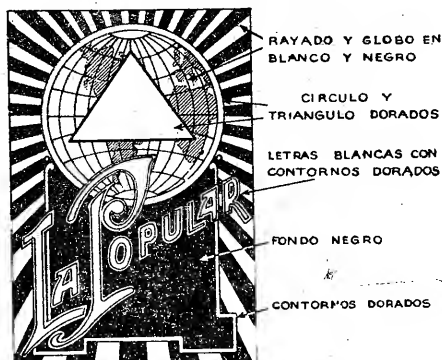 RAYADO Y GLOBO EN
BLANCO Y NEGRO
CIRCULO Y
TRIANGULO DORADOS
LETRAS BLANCAS CON
CONTORNOS DORADOS
LA POPULAR
FONDO NEGRO
CONTORNOS DORADOS